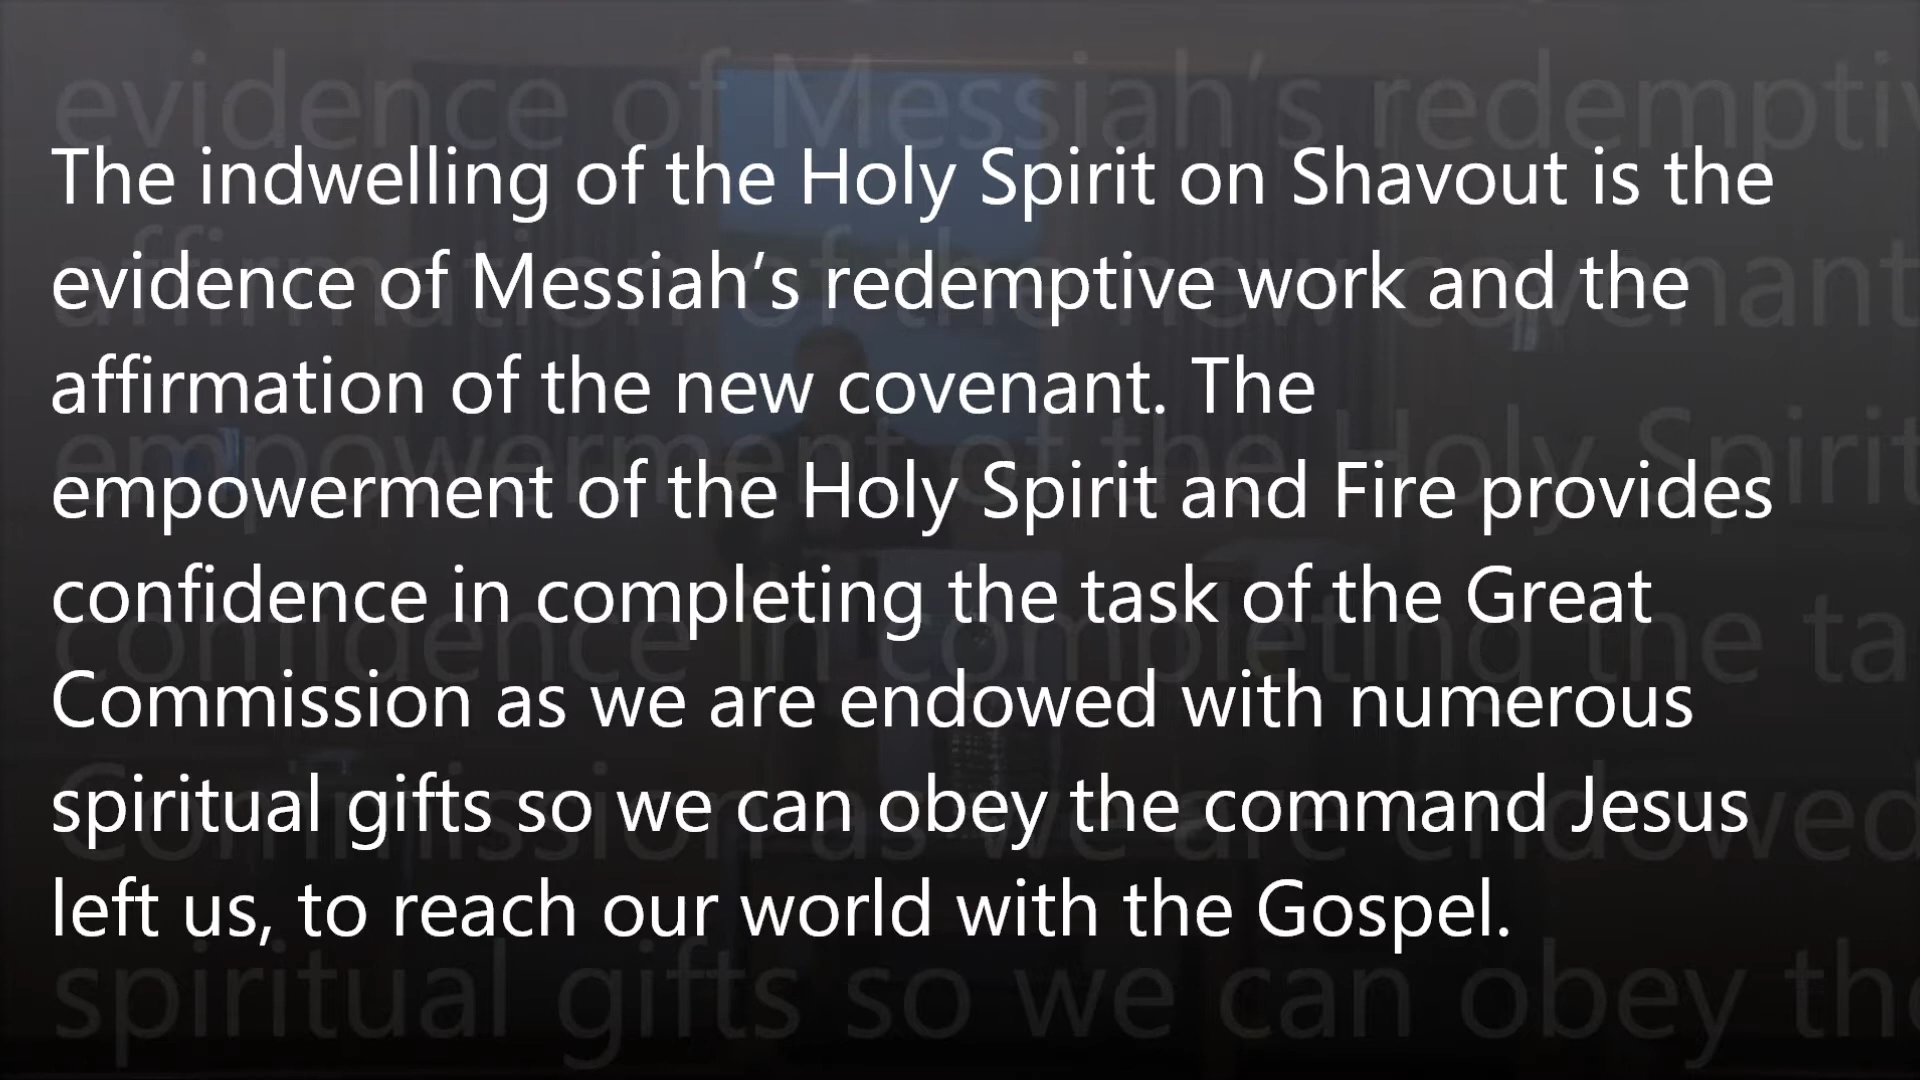 The indwelling of the Holy Spirit on Shavout is the
evidence of Messiah’s redemptive work and the
affirmation of the new covenant. The
empowerment of the Holy Spirit and Fire provides
confidence in completing the task of the Great
Commission as we are endowed with numerous
spiritual gifts so we can obey the command Jesus
left us, to reach our world with the Gospel.